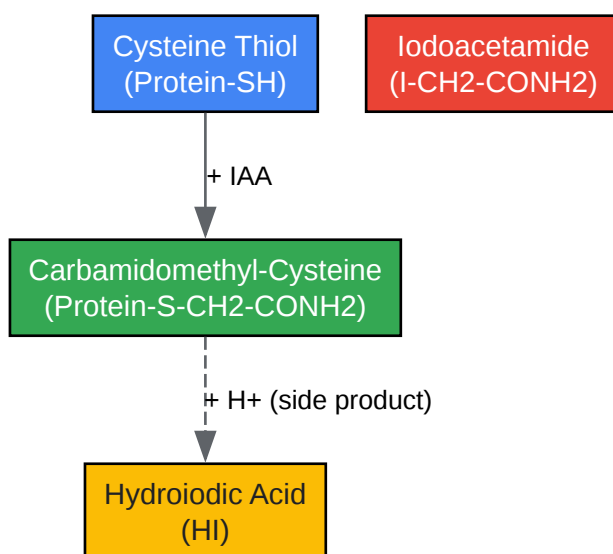 Cysteine Thiol
(Protein-SH)
Iodoacetamide
(I-CH2-CONH2)
+ IAA
Carbamidomethyl-Cysteine
(Protein-S-CH2-CONH2)
+ H+ (side product)
Hydroiodic Acid
(HI)